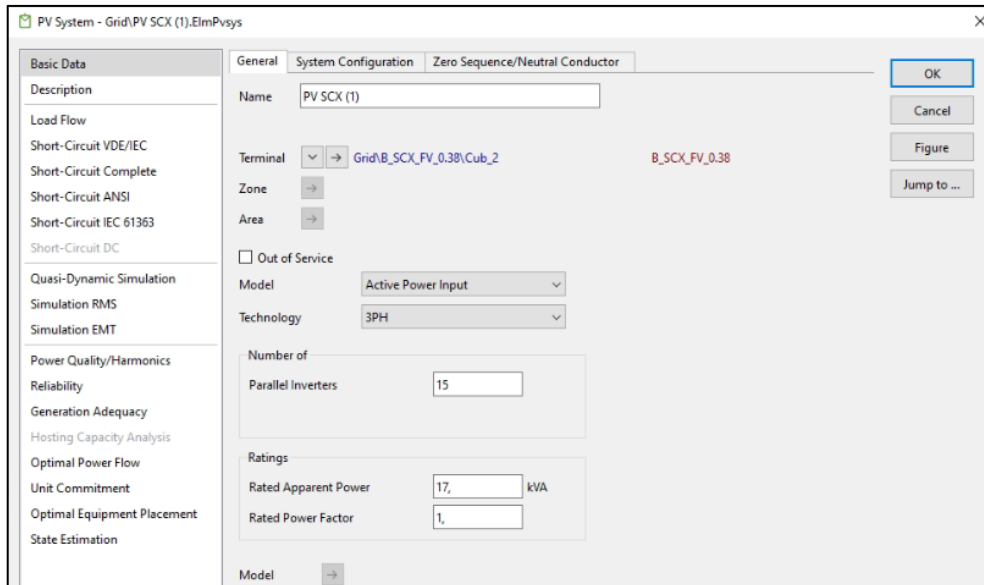 PV System - Grid\PV SCX (1).ElmPvsys
Basic Data
Description
Load Flow
Short-Circuit VDE/IEC
Short-Circuit Complete
Short-Circuit ANSI
Short-Circuit IEC 61363
Short-Circuit DC
Quasi-Dynamic Simulation
Simulation RMS
Simulation EMT
Power Quality/Harmonics
Reliability
Generation Adequacy
Hosting Capacity Analysis
Optimal Power Flow
Unit Commitment
Optimal Equipment Placement
State Estimation
General System Configuration Zero Sequence/Neutral Conductor
Name PV SCX (1)
Terminal Grid\B_SCX_FV_0.38\Cub_2 B_SCX_FV_0.38
Zone
Area
Out of Service
Model Active Power Input
Technology 3PH
Number of
Parallel Inverters 15
Ratings
Rated Apparent Power 17, kVA
Rated Power Factor 1,
Model
OK
Cancel
Figure
Jump to ...